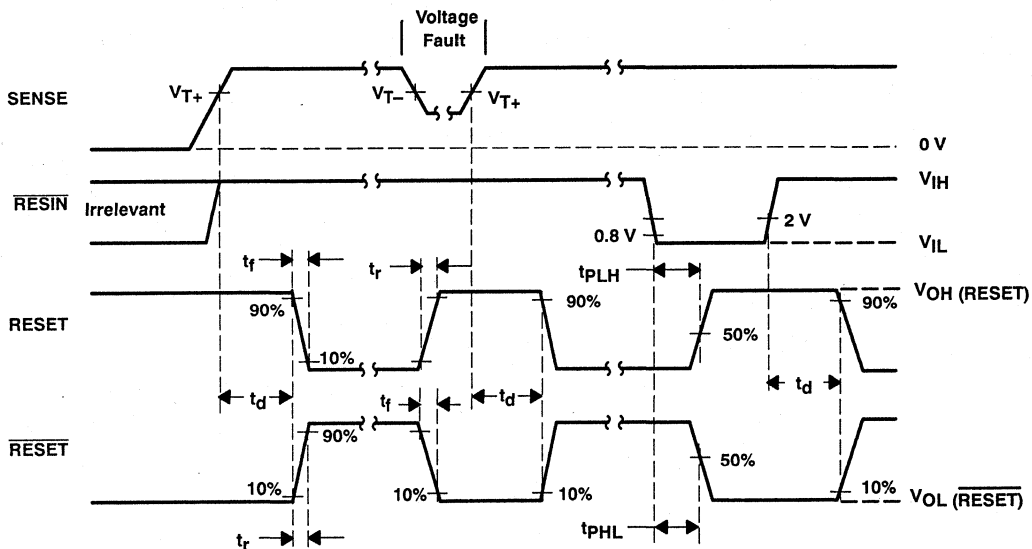 Voltage
Fault
SENSE
VT+
VT–
VT+
0 V
RESIN
Irrelevant
VIH
0.8 V
2 V
VIL
tf
tr
tPLH
VOH (RESET)
RESET
90%
10%
90%
50%
90%
td
tf
td
td
RESET
90%
10%
10%
10%
50%
10%
VOL (RESET)
tr
tPHL